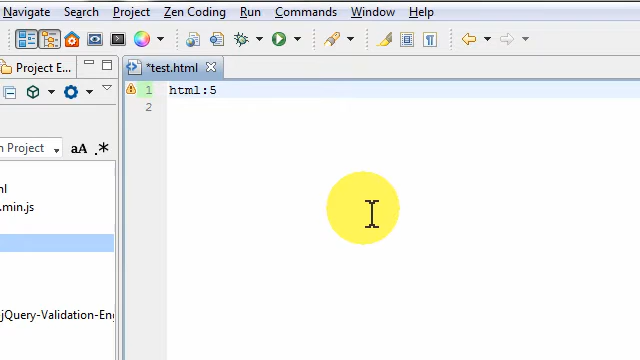 Navigate Search Project Zen Coding Run Commands Window Help
Project E... *test.html
1 html:5
2
n Project aA .*
ml
.min.js
jQuery-Validation-Eng